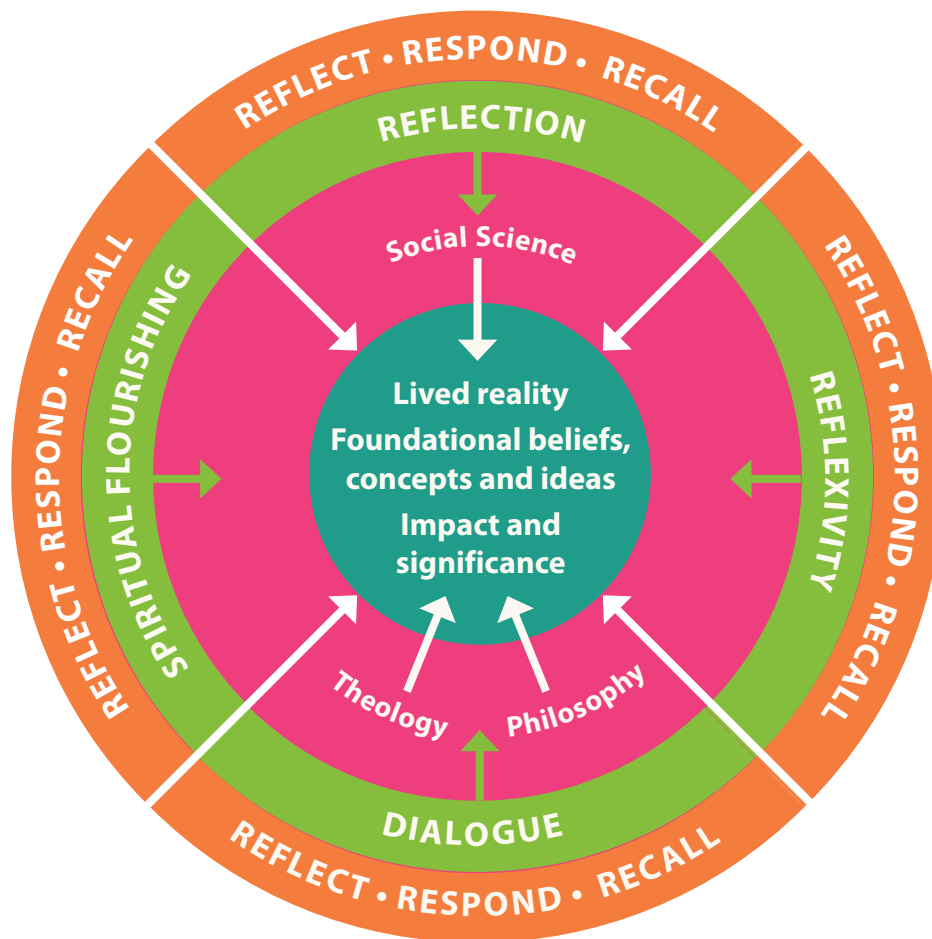 REFLECT • RESPOND • RECALL
REFLECTION
Social Science
REFLECT • RESPOND • RECALL
SPIRITUAL FLOURISHING
Lived reality
Foundational beliefs,
concepts and ideas
Impact and
significance
REFLEXIVITY
REFLECT • RESPOND • RECALL
Theology
Philosophy
DIALOGUE
REFLECT • RESPOND • RECALL